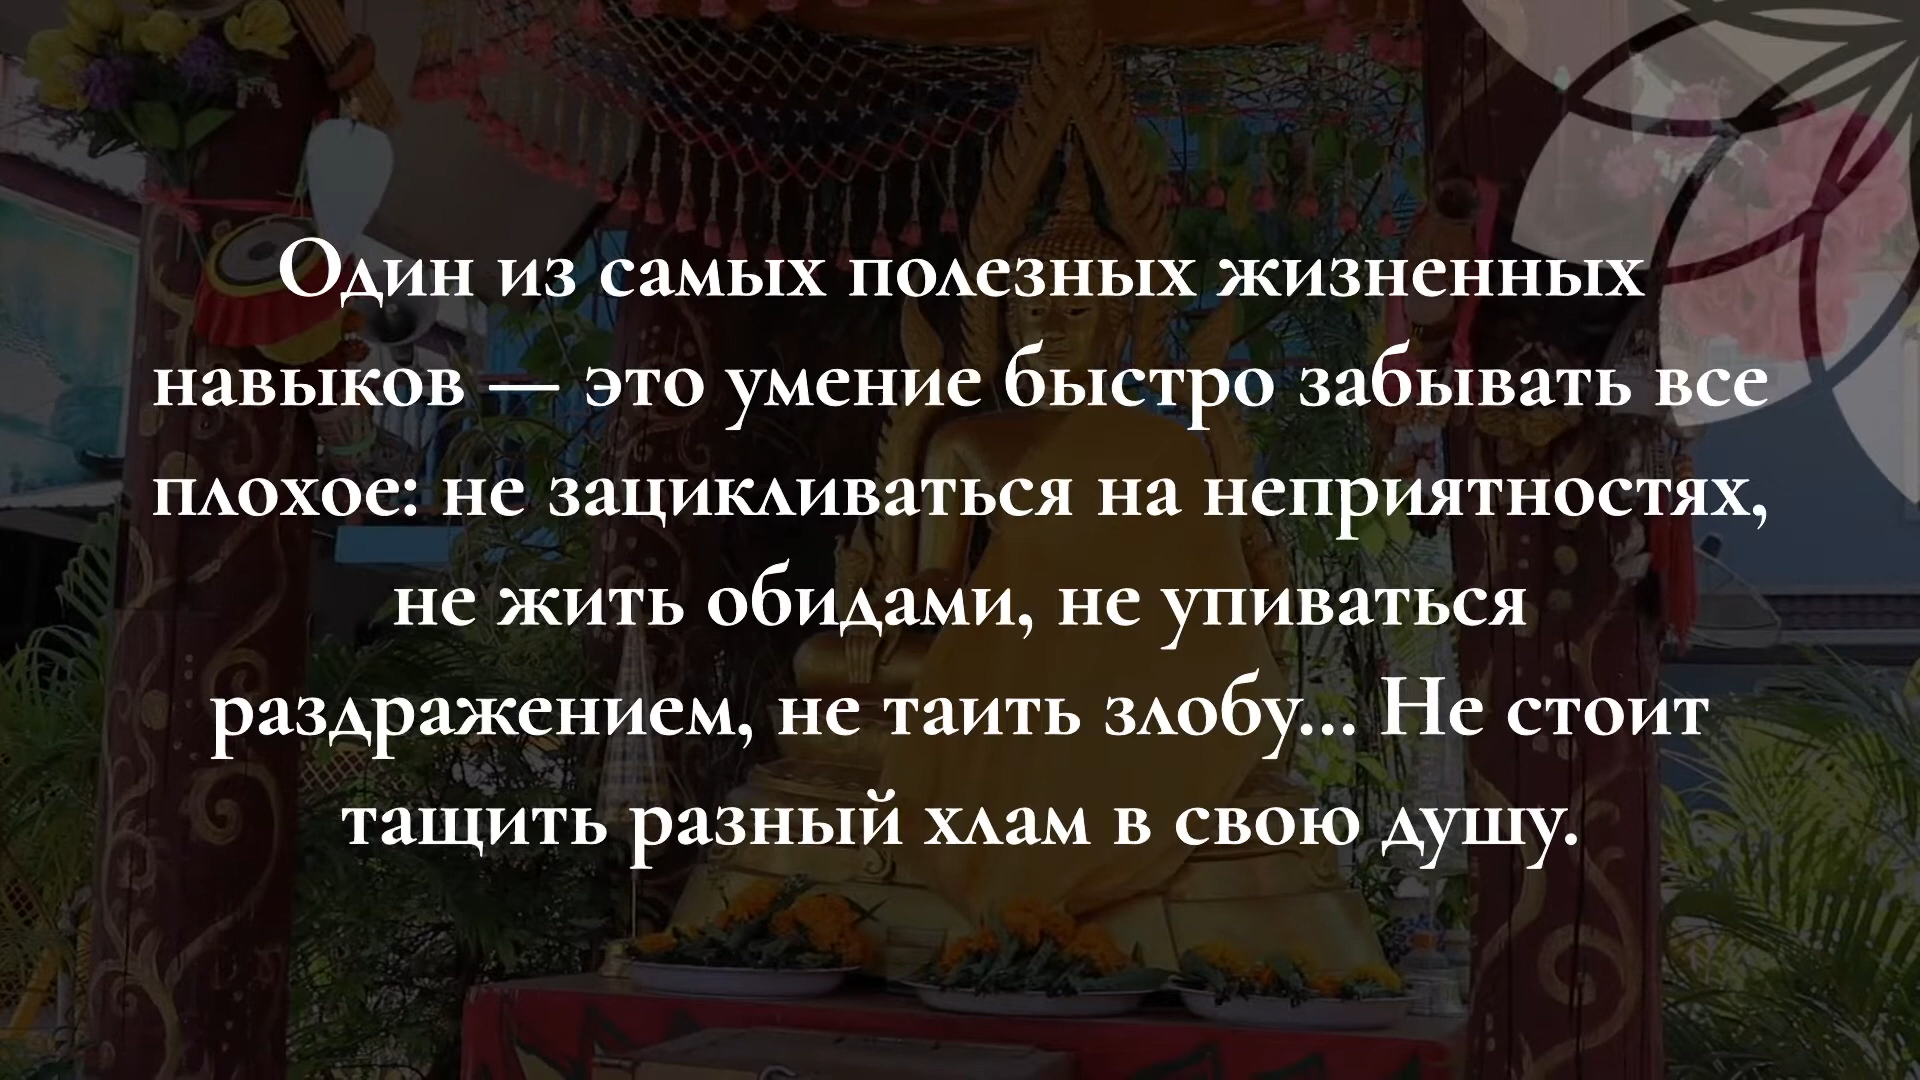 Один из самых полезных жизненных
навыков — это умение быстро забывать все
плохое: не зацикливаться на неприятностях,
не жить обидами, не упиваться
раздражением, не таить злобу... Не стоит
тащить разный хлам в свою душу.